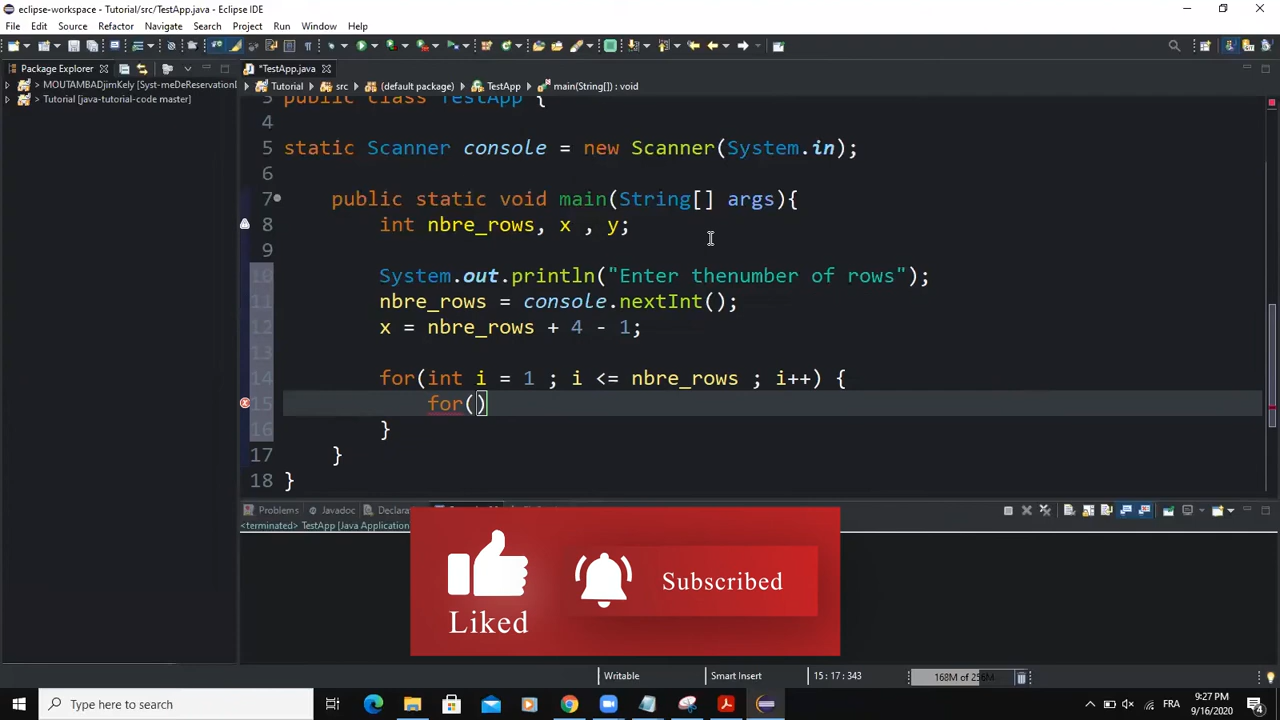 eclipse-workspace - Tutorial/src/TestApp.java - Eclipse IDE
File Edit Source Refactor Navigate Search Project Run Window Help
Package Explorer
*TestApp.java
> MOUTAMBADjimKely [Syst-meDeReservationD
Tutorial src (default package) TestApp main(String[]) : void
> Tutorial [java-tutorial-code master]
3 public class TestApp {
4
5 static Scanner console = new Scanner(System.in);
6
7 public static void main(String[] args){
8 int nbre_rows, x , y;
9
10 System.out.println("Enter thenumber of rows");
11 nbre_rows = console.nextInt();
12 x = nbre_rows + 4 - 1;
13
14 for(int i = 1 ; i <= nbre_rows ; i++) {
15 for()
16 }
17 }
18 }
Problems Javadoc Declarat
<terminated> TestApp [Java Application
Liked
Subscribed
Writable Smart Insert 15 : 17 : 343 168M of 256M
Type here to search
FRA
9:27 PM
9/16/2020
4